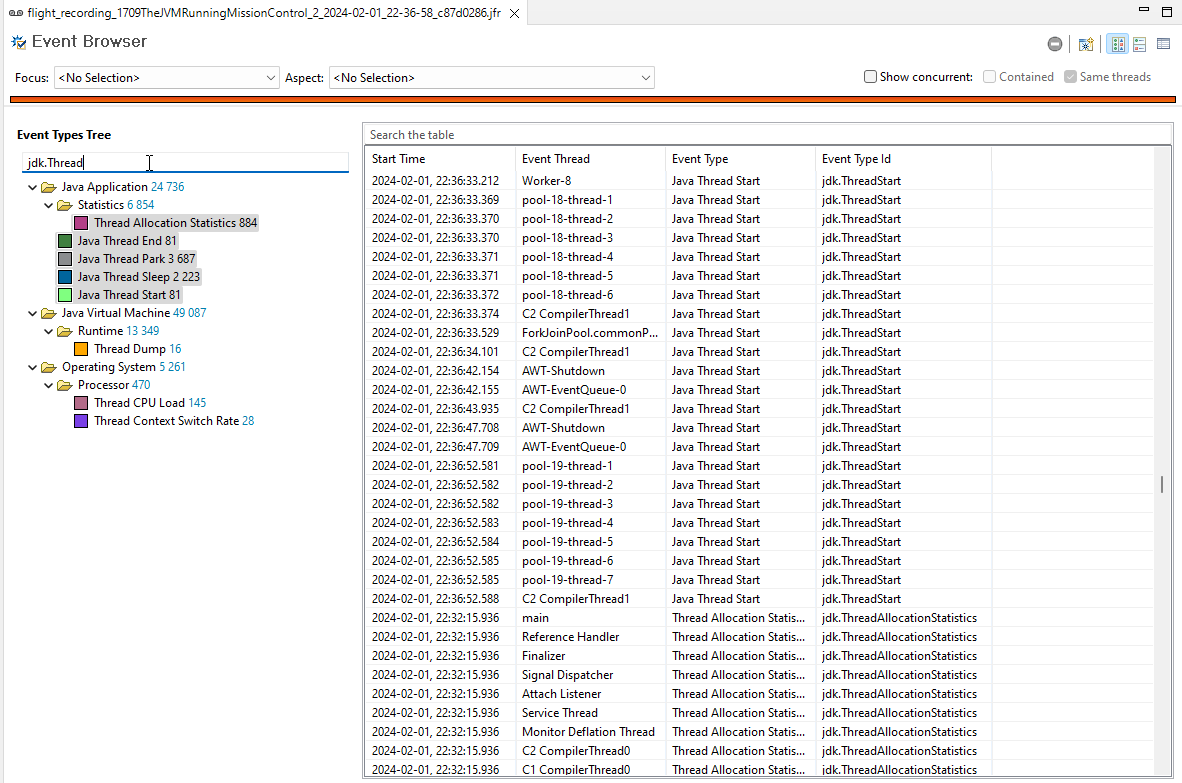 flight_recording_1709TheJVMRunningMissionControl_2_2024-02-01_22-36-58_c87d0286.jfr
Event Browser
Focus: <No Selection> Aspect: <No Selection> Show concurrent: Contained Same threads
Event Types Tree
jdk.Thread
Java Application 24 736
Statistics 6 854
Thread Allocation Statistics 884
Java Thread End 81
Java Thread Park 3 687
Java Thread Sleep 2 223
Java Thread Start 81
Java Virtual Machine 49 087
Runtime 13 349
Thread Dump 16
Operating System 5 261
Processor 470
Thread CPU Load 145
Thread Context Switch Rate 28
Search the table
Start Time Event Thread Event Type Event Type Id
2024-02-01, 22:36:33.212 Worker-8 Java Thread Start jdk.ThreadStart
2024-02-01, 22:36:33.369 pool-18-thread-1 Java Thread Start jdk.ThreadStart
2024-02-01, 22:36:33.370 pool-18-thread-2 Java Thread Start jdk.ThreadStart
2024-02-01, 22:36:33.370 pool-18-thread-3 Java Thread Start jdk.ThreadStart
2024-02-01, 22:36:33.371 pool-18-thread-4 Java Thread Start jdk.ThreadStart
2024-02-01, 22:36:33.371 pool-18-thread-5 Java Thread Start jdk.ThreadStart
2024-02-01, 22:36:33.372 pool-18-thread-6 Java Thread Start jdk.ThreadStart
2024-02-01, 22:36:33.374 C2 CompilerThread1 Java Thread Start jdk.ThreadStart
2024-02-01, 22:36:33.529 ForkJoinPool.commonP... Java Thread Start jdk.ThreadStart
2024-02-01, 22:36:34.101 C2 CompilerThread1 Java Thread Start jdk.ThreadStart
2024-02-01, 22:36:42.154 AWT-Shutdown Java Thread Start jdk.ThreadStart
2024-02-01, 22:36:42.155 AWT-EventQueue-0 Java Thread Start jdk.ThreadStart
2024-02-01, 22:36:43.935 C2 CompilerThread1 Java Thread Start jdk.ThreadStart
2024-02-01, 22:36:47.708 AWT-Shutdown Java Thread Start jdk.ThreadStart
2024-02-01, 22:36:47.709 AWT-EventQueue-0 Java Thread Start jdk.ThreadStart
2024-02-01, 22:36:52.581 pool-19-thread-1 Java Thread Start jdk.ThreadStart
2024-02-01, 22:36:52.582 pool-19-thread-2 Java Thread Start jdk.ThreadStart
2024-02-01, 22:36:52.582 pool-19-thread-3 Java Thread Start jdk.ThreadStart
2024-02-01, 22:36:52.583 pool-19-thread-4 Java Thread Start jdk.ThreadStart
2024-02-01, 22:36:52.584 pool-19-thread-5 Java Thread Start jdk.ThreadStart
2024-02-01, 22:36:52.585 pool-19-thread-6 Java Thread Start jdk.ThreadStart
2024-02-01, 22:36:52.585 pool-19-thread-7 Java Thread Start jdk.ThreadStart
2024-02-01, 22:36:52.588 C2 CompilerThread1 Java Thread Start jdk.ThreadStart
2024-02-01, 22:32:15.936 main Thread Allocation Statis... jdk.ThreadAllocationStatistics
2024-02-01, 22:32:15.936 Reference Handler Thread Allocation Statis... jdk.ThreadAllocationStatistics
2024-02-01, 22:32:15.936 Finalizer Thread Allocation Statis... jdk.ThreadAllocationStatistics
2024-02-01, 22:32:15.936 Signal Dispatcher Thread Allocation Statis... jdk.ThreadAllocationStatistics
2024-02-01, 22:32:15.936 Attach Listener Thread Allocation Statis... jdk.ThreadAllocationStatistics
2024-02-01, 22:32:15.936 Service Thread Thread Allocation Statis... jdk.ThreadAllocationStatistics
2024-02-01, 22:32:15.936 Monitor Deflation Thread Thread Allocation Statis... jdk.ThreadAllocationStatistics
2024-02-01, 22:32:15.936 C2 CompilerThread0 Thread Allocation Statis... jdk.ThreadAllocationStatistics
2024-02-01, 22:32:15.936 C1 CompilerThread0 Thread Allocation Statis... jdk.ThreadAllocationStatistics